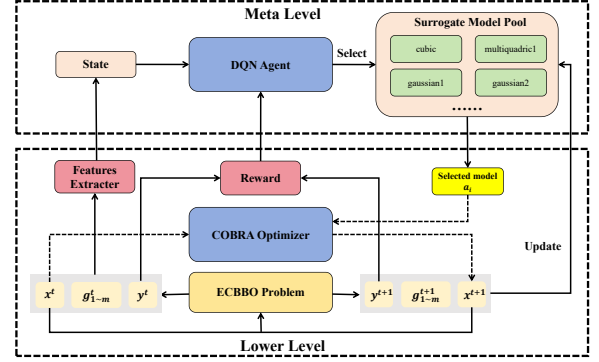 Meta Level
Surrogate Model Pool
State
DQN Agent
Select
cubic
multiquadric1
gaussian1
gaussian2
......
Features
Extracter
Reward
Selected model
a_i
COBRA Optimizer
Update
x^t
g^t_{1~m}
y^t
ECBBO Problem
y^{t+1}
g^{t+1}_{1~m}
x^{t+1}
Lower Level